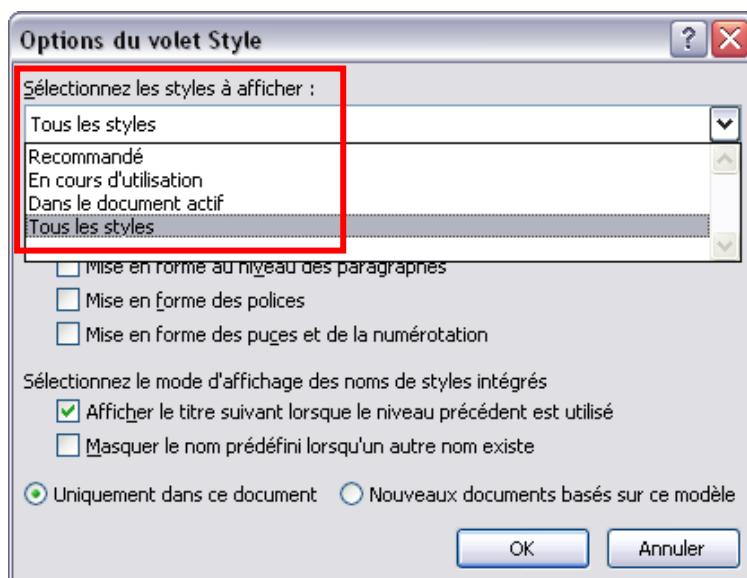 Options du volet Style
Sélectionnez les styles à afficher :
Tous les styles
Recommandé
En cours d'utilisation
Dans le document actif
Tous les styles
Mise en forme au niveau des paragraphes
Mise en forme des polices
Mise en forme des puces et de la numérotation
Sélectionnez le mode d'affichage des noms de styles intégrés
Afficher le titre suivant lorsque le niveau précédent est utilisé
Masquer le nom prédéfini lorsqu'un autre nom existe
Uniquement dans ce document Nouveaux documents basés sur ce modèle
OK Annuler